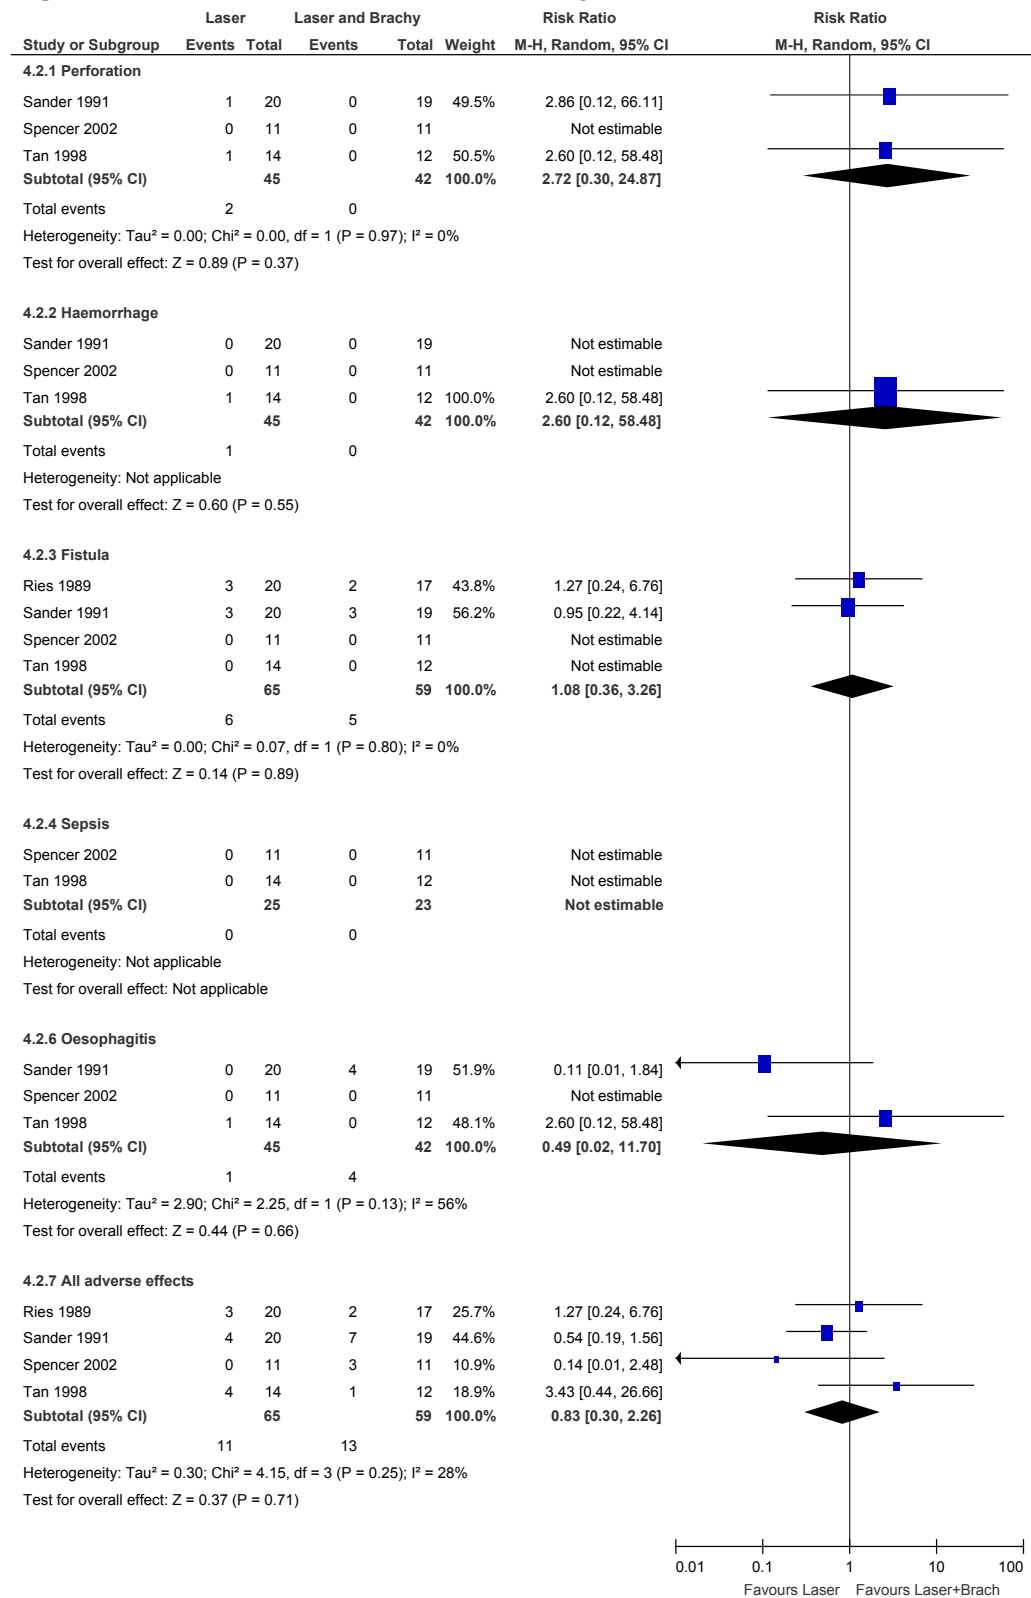 Laser Laser and Brachy Risk Ratio Risk Ratio
Study or Subgroup Events Total Events Total Weight M-H, Random, 95% CI M-H, Random, 95% CI
4.2.1 Perforation
Sander 1991 1 20 0 19 49.5% 2.86 [0.12, 66.11]
Spencer 2002 0 11 0 11 Not estimable
Tan 1998 1 14 0 12 50.5% 2.60 [0.12, 58.48]
Subtotal (95% CI) 45 42 100.0% 2.72 [0.30, 24.87]
Total events 2 0
Heterogeneity: Tau² = 0.00; Chi² = 0.00, df = 1 (P = 0.97); I² = 0%
Test for overall effect: Z = 0.89 (P = 0.37)
4.2.2 Haemorrhage
Sander 1991 0 20 0 19 Not estimable
Spencer 2002 0 11 0 11 Not estimable
Tan 1998 1 14 0 12 100.0% 2.60 [0.12, 58.48]
Subtotal (95% CI) 45 42 100.0% 2.60 [0.12, 58.48]
Total events 1 0
Heterogeneity: Not applicable
Test for overall effect: Z = 0.60 (P = 0.55)
4.2.3 Fistula
Ries 1989 3 20 2 17 43.8% 1.27 [0.24, 6.76]
Sander 1991 3 20 3 19 56.2% 0.95 [0.22, 4.14]
Spencer 2002 0 11 0 11 Not estimable
Tan 1998 0 14 0 12 Not estimable
Subtotal (95% CI) 65 59 100.0% 1.08 [0.36, 3.26]
Total events 6 5
Heterogeneity: Tau² = 0.00; Chi² = 0.07, df = 1 (P = 0.80); I² = 0%
Test for overall effect: Z = 0.14 (P = 0.89)
4.2.4 Sepsis
Spencer 2002 0 11 0 11 Not estimable
Tan 1998 0 14 0 12 Not estimable
Subtotal (95% CI) 25 23 Not estimable
Total events 0 0
Heterogeneity: Not applicable
Test for overall effect: Not applicable
4.2.6 Oesophagitis
Sander 1991 0 20 4 19 51.9% 0.11 [0.01, 1.84]
Spencer 2002 0 11 0 11 Not estimable
Tan 1998 1 14 0 12 48.1% 2.60 [0.12, 58.48]
Subtotal (95% CI) 45 42 100.0% 0.49 [0.02, 11.70]
Total events 1 4
Heterogeneity: Tau² = 2.90; Chi² = 2.25, df = 1 (P = 0.13); I² = 56%
Test for overall effect: Z = 0.44 (P = 0.66)
4.2.7 All adverse effects
Ries 1989 3 20 2 17 25.7% 1.27 [0.24, 6.76]
Sander 1991 4 20 7 19 44.6% 0.54 [0.19, 1.56]
Spencer 2002 0 11 3 11 10.9% 0.14 [0.01, 2.48]
Tan 1998 4 14 1 12 18.9% 3.43 [0.44, 26.66]
Subtotal (95% CI) 65 59 100.0% 0.83 [0.30, 2.26]
Total events 11 13
Heterogeneity: Tau² = 0.30; Chi² = 4.15, df = 3 (P = 0.25); I² = 28%
Test for overall effect: Z = 0.37 (P = 0.71)
0.01 0.1 1 10 100
Favours Laser Favours Laser+Brach